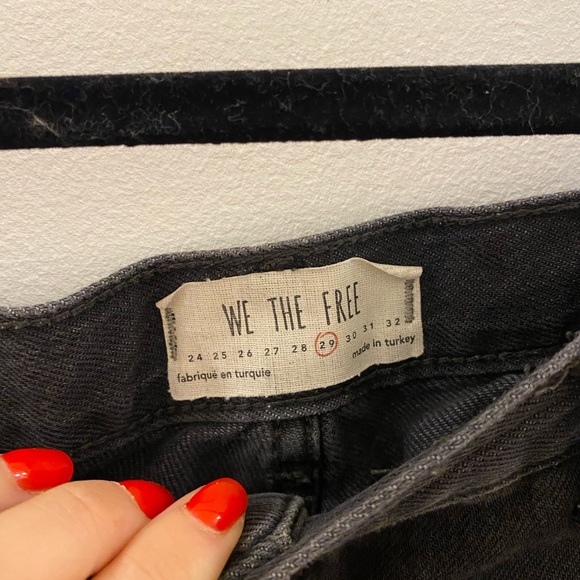 WE THE FREE
24 25 26 27 28 29 30 31 32
fabriqué en turquie made in turkey